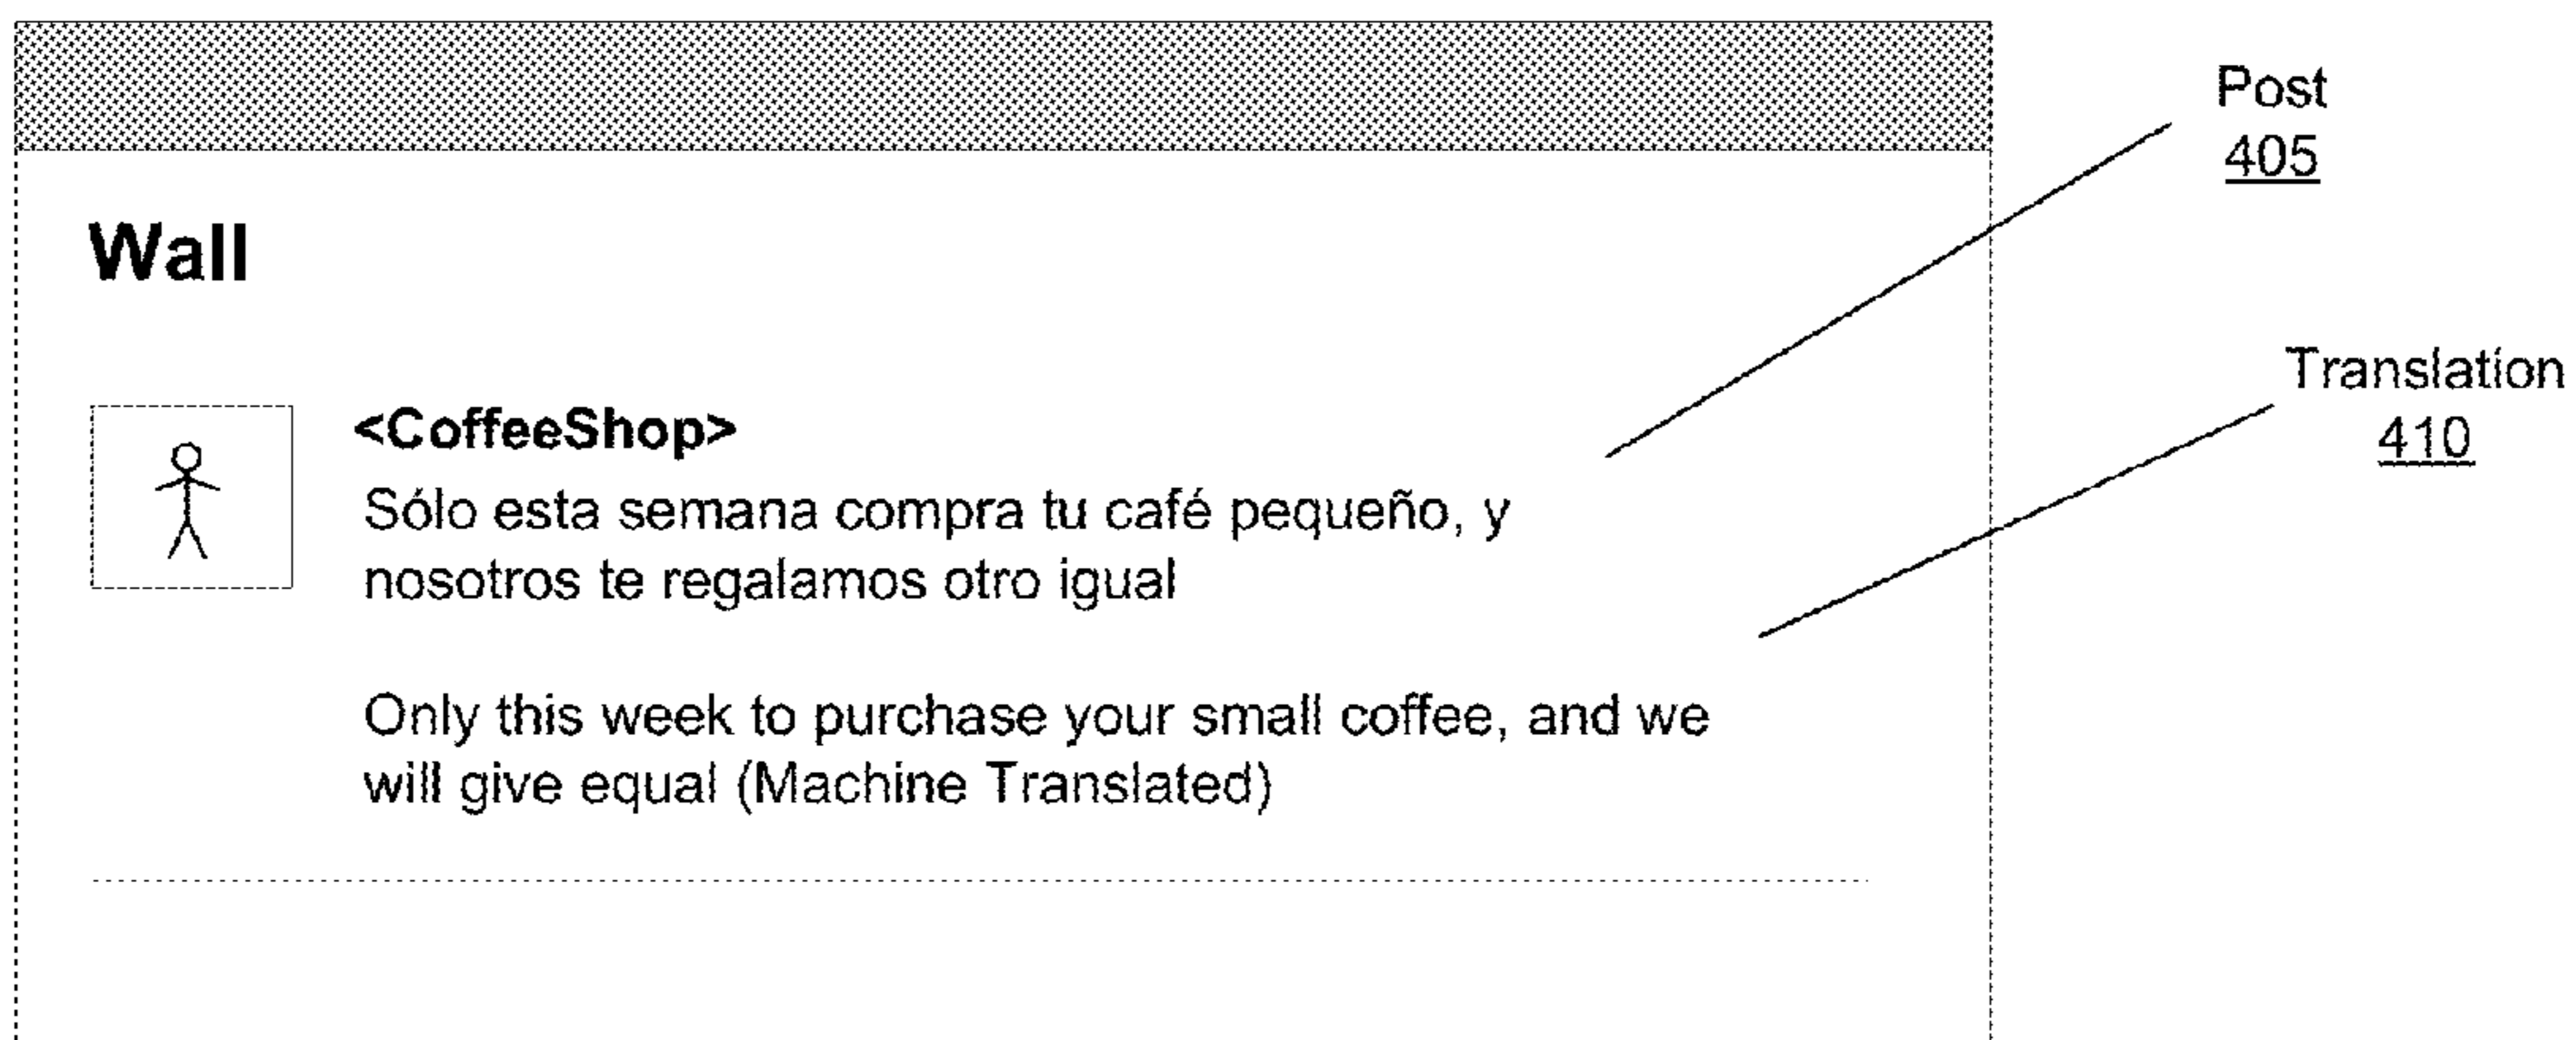 Post
405
Wall
Translation
410
<CoffeeShop>
Sólo esta semana compra tu café pequeño, y
nosotros te regalamos otro igual
Only this week to purchase your small coffee, and we
will give equal (Machine Translated)